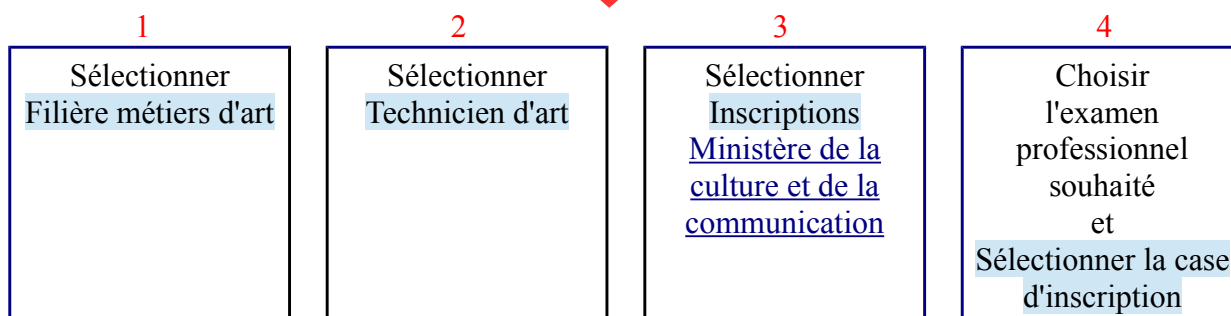 1
Sélectionner
Filière métiers d'art
2
Sélectionner
Technicien d'art
3
Sélectionner
Inscriptions
Ministère de la
culture et de la
communication
4
Choisir
l'examen
professionnel
souhaité
et
Sélectionner la case
d'inscription